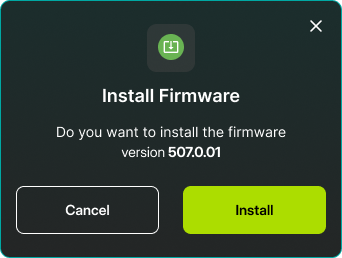 Install Firmware
Do you want to install the firmware
version 507.0.01
Cancel
Install